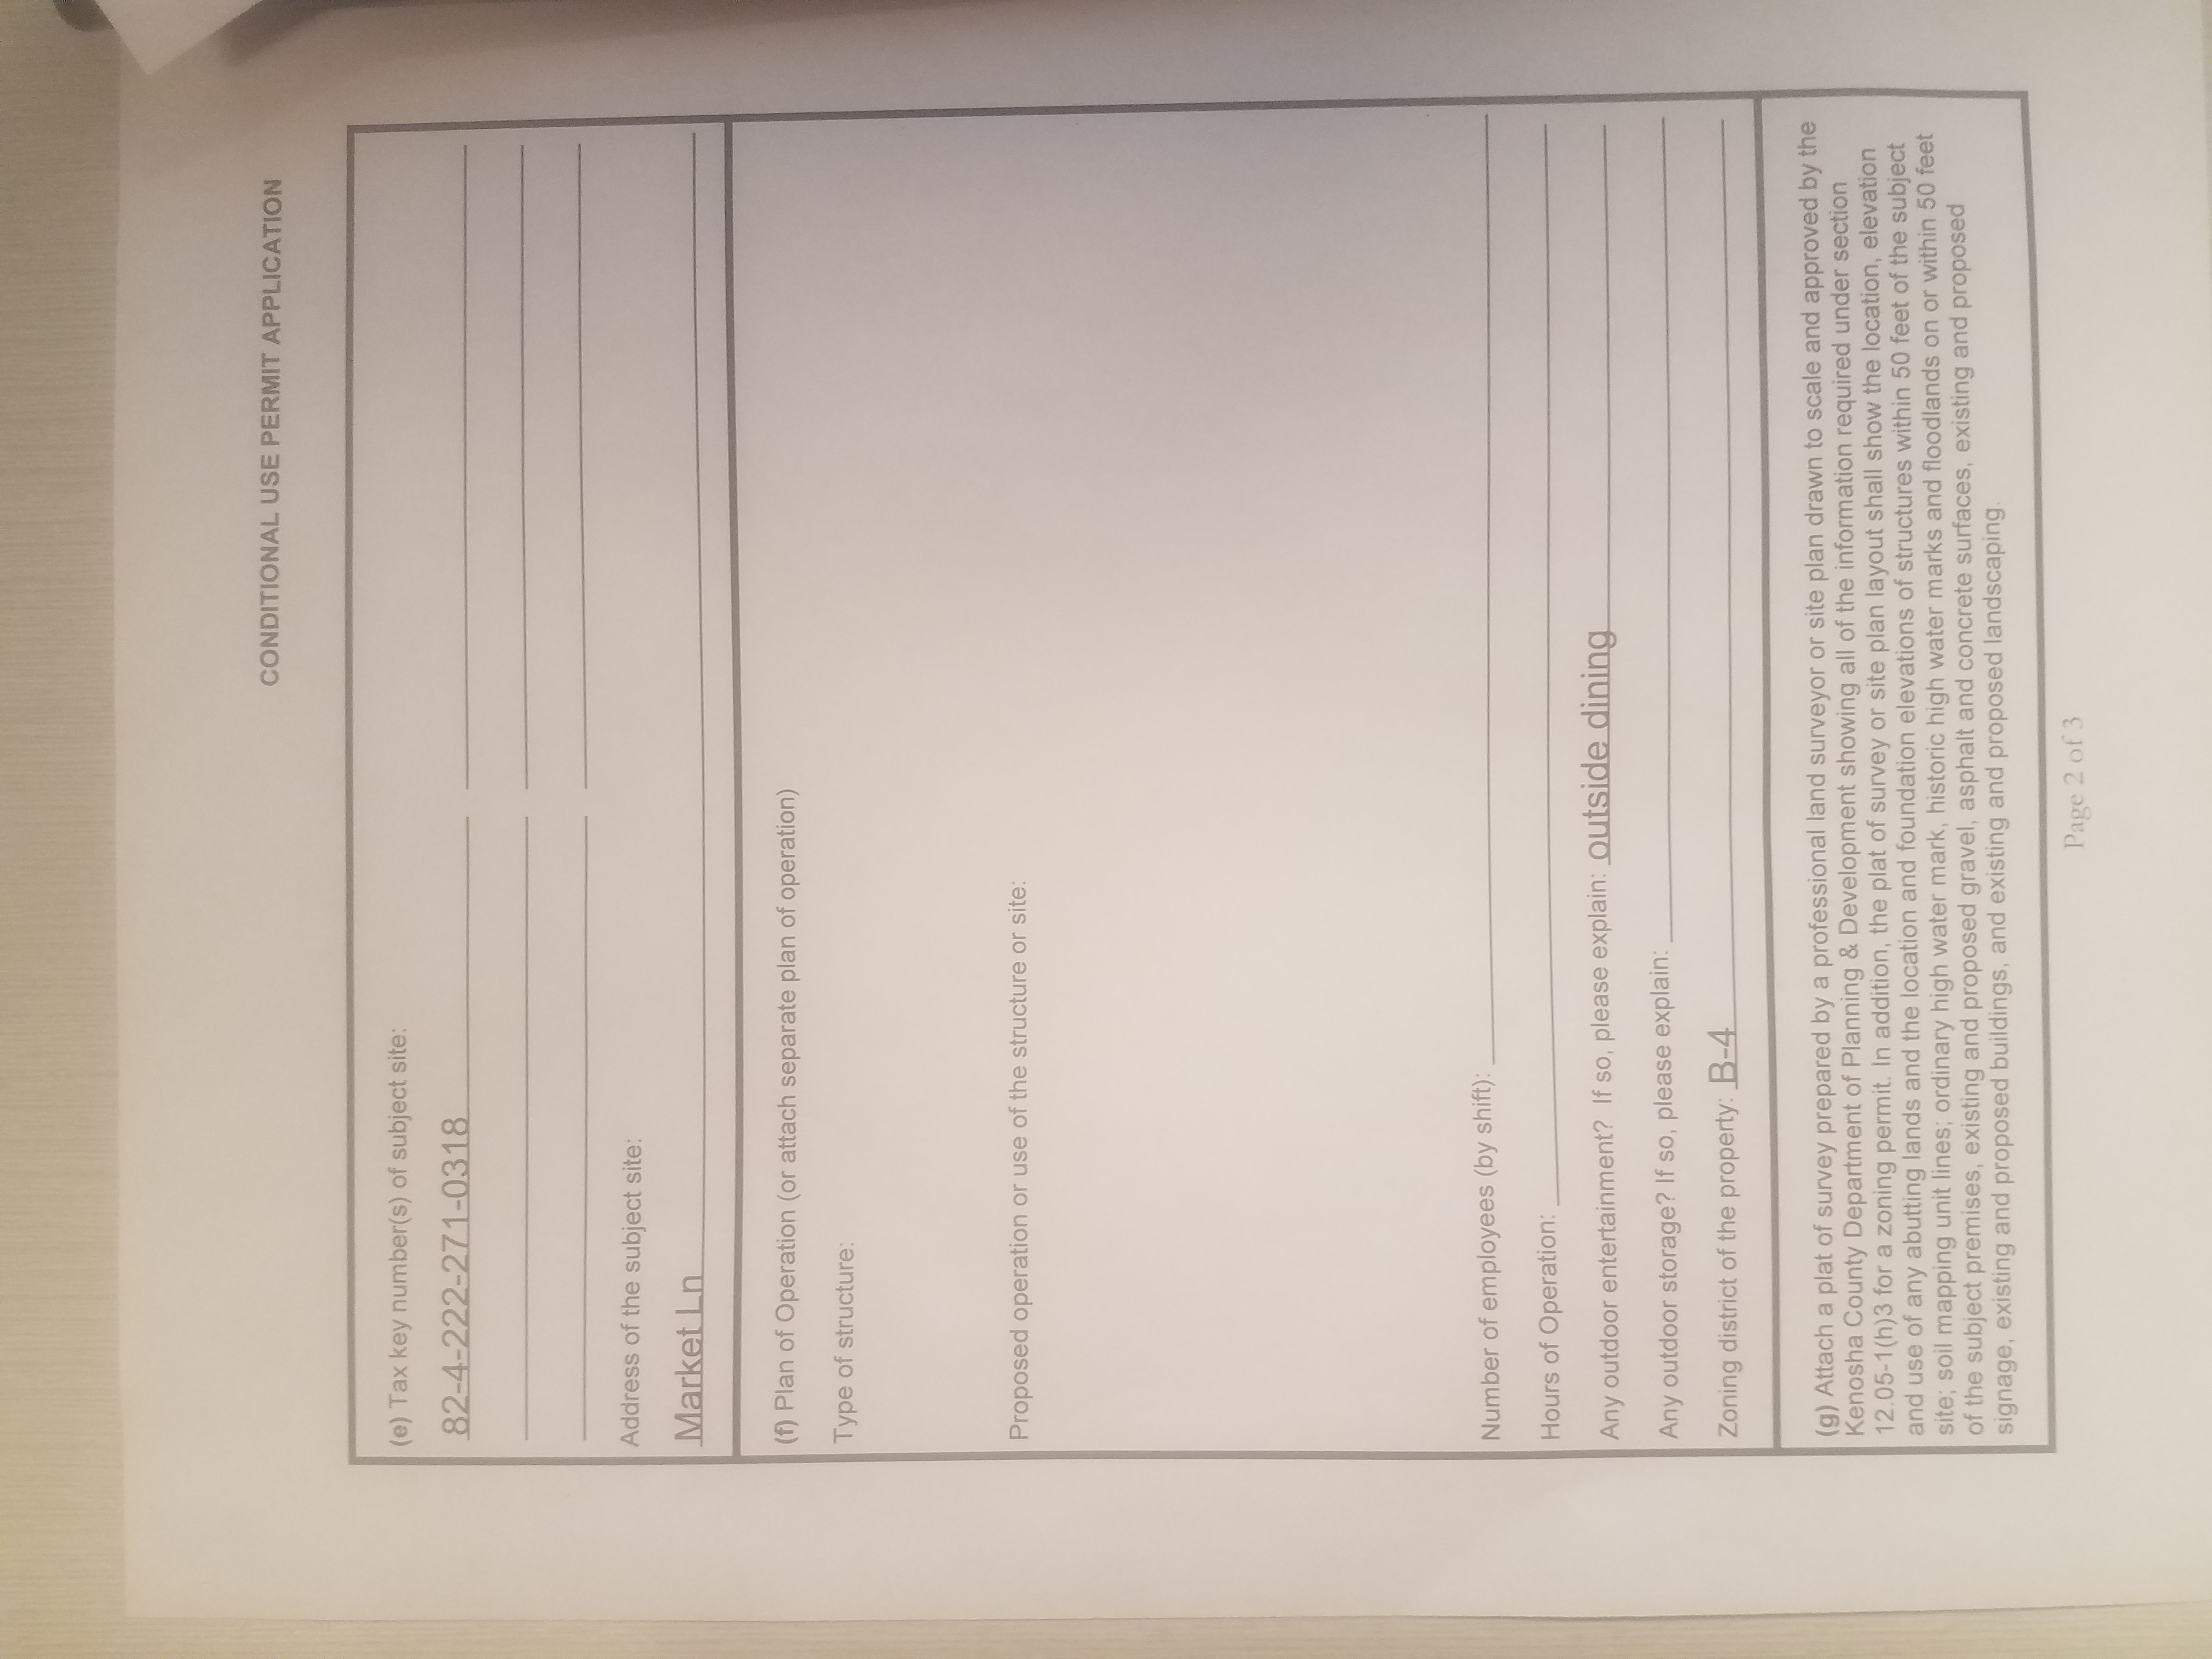 CONDITIONAL USE PERMIT APPLICATION
(e) Tax key number(s) of subject site:
82-4-222-271-0318
Address of the subject site:
Market Ln
(f) Plan of Operation (or attach separate plan of operation)
Type of structure:
Proposed operation or use of the structure or site:
Number of employees (by shift):
Hours of Operation:
Any outdoor entertainment? If so, please explain: outside dining
Any outdoor storage? If so, please explain:
Zoning district of the property: B-4
(g) Attach a plat of survey prepared by a professional land surveyor or site plan drawn to scale and approved by the
Kenosha County Department of Planning & Development showing all of the information required under section
12.05-1(h)3 for a zoning permit. In addition, the plat of survey or site plan layout shall show the location, elevation
and use of any abutting lands and the location and foundation elevations of structures within 50 feet of the subject
site; soil mapping unit lines; ordinary high water mark, historic high water marks and floodlands on or within 50 feet
of the subject premises, existing and proposed gravel, asphalt and concrete surfaces, existing and proposed
signage, existing and proposed buildings, and existing and proposed landscaping.
Page 2 of 3